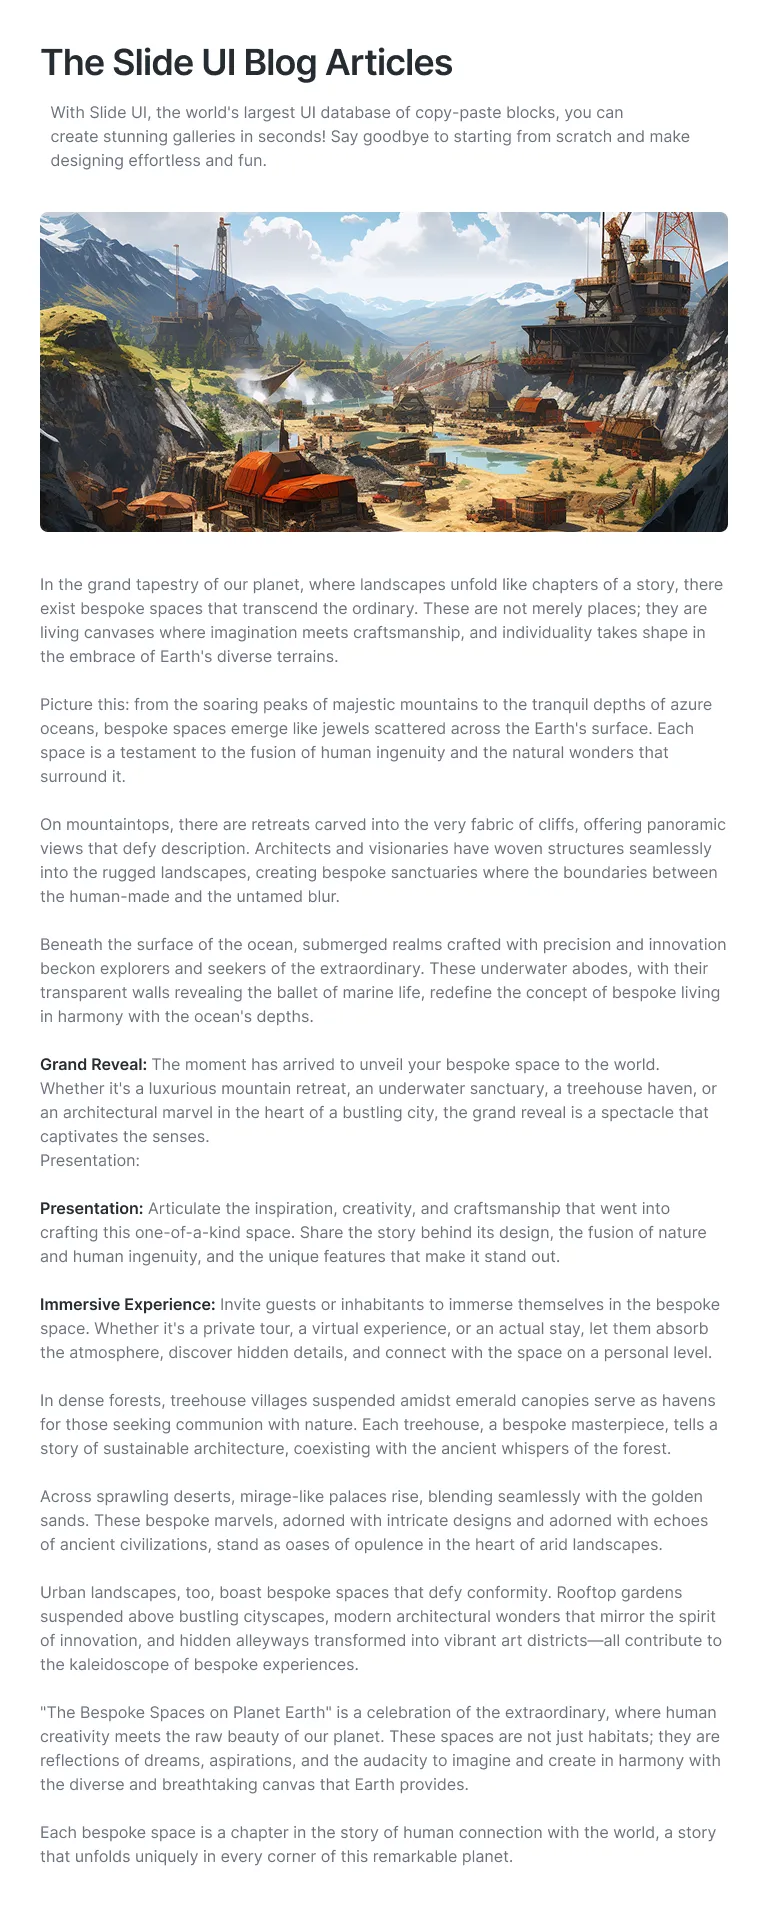 The Slide UI Blog Articles
With Slide UI, the world's largest UI database of copy-paste blocks, you can
create stunning galleries in seconds! Say goodbye to starting from scratch and make
designing effortless and fun.
In the grand tapestry of our planet, where landscapes unfold like chapters of a story, there
exist bespoke spaces that transcend the ordinary. These are not merely places; they are
living canvases where imagination meets craftsmanship, and individuality takes shape in
the embrace of Earth's diverse terrains.
Picture this: from the soaring peaks of majestic mountains to the tranquil depths of azure
oceans, bespoke spaces emerge like jewels scattered across the Earth's surface. Each
space is a testament to the fusion of human ingenuity and the natural wonders that
surround it.
On mountaintops, there are retreats carved into the very fabric of cliffs, offering panoramic
views that defy description. Architects and visionaries have woven structures seamlessly
into the rugged landscapes, creating bespoke sanctuaries where the boundaries between
the human-made and the untamed blur.
Beneath the surface of the ocean, submerged realms crafted with precision and innovation
beckon explorers and seekers of the extraordinary. These underwater abodes, with their
transparent walls revealing the ballet of marine life, redefine the concept of bespoke living
in harmony with the ocean's depths.
Grand Reveal: The moment has arrived to unveil your bespoke space to the world.
Whether it's a luxurious mountain retreat, an underwater sanctuary, a treehouse haven, or
an architectural marvel in the heart of a bustling city, the grand reveal is a spectacle that
captivates the senses.
Presentation:
Presentation: Articulate the inspiration, creativity, and craftsmanship that went into
crafting this one-of-a-kind space. Share the story behind its design, the fusion of nature
and human ingenuity, and the unique features that make it stand out.
Immersive Experience: Invite guests or inhabitants to immerse themselves in the bespoke
space. Whether it's a private tour, a virtual experience, or an actual stay, let them absorb
the atmosphere, discover hidden details, and connect with the space on a personal level.
In dense forests, treehouse villages suspended amidst emerald canopies serve as havens
for those seeking communion with nature. Each treehouse, a bespoke masterpiece, tells a
story of sustainable architecture, coexisting with the ancient whispers of the forest.
Across sprawling deserts, mirage-like palaces rise, blending seamlessly with the golden
sands. These bespoke marvels, adorned with intricate designs and adorned with echoes
of ancient civilizations, stand as oases of opulence in the heart of arid landscapes.
Urban landscapes, too, boast bespoke spaces that defy conformity. Rooftop gardens
suspended above bustling cityscapes, modern architectural wonders that mirror the spirit
of innovation, and hidden alleyways transformed into vibrant art districts—all contribute to
the kaleidoscope of bespoke experiences.
"The Bespoke Spaces on Planet Earth" is a celebration of the extraordinary, where human
creativity meets the raw beauty of our planet. These spaces are not just habitats; they are
reflections of dreams, aspirations, and the audacity to imagine and create in harmony with
the diverse and breathtaking canvas that Earth provides.
Each bespoke space is a chapter in the story of human connection with the world, a story
that unfolds uniquely in every corner of this remarkable planet.